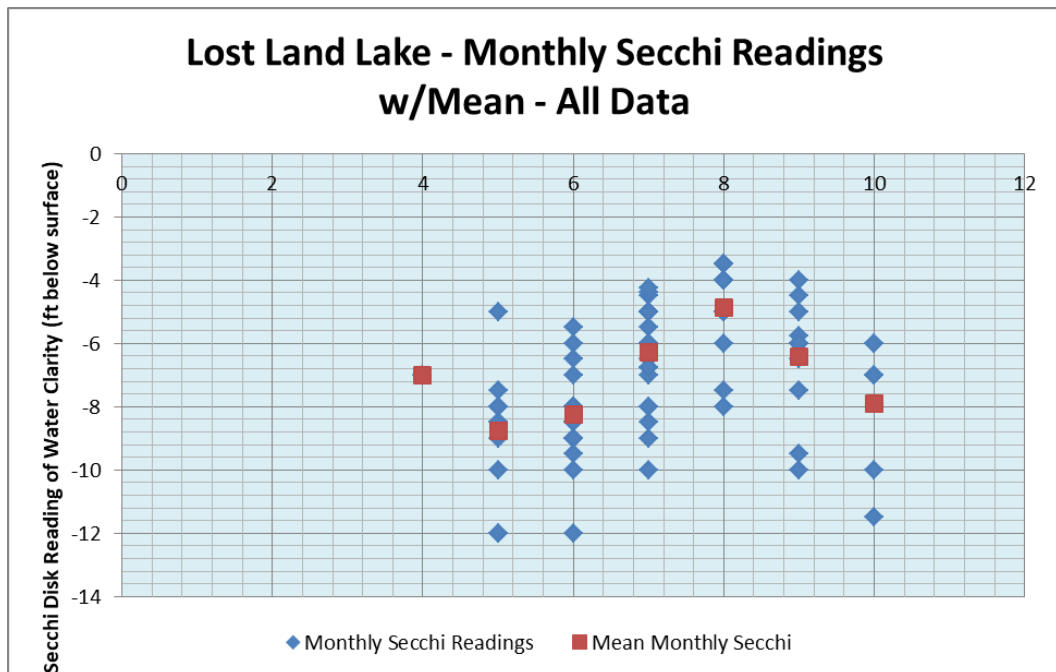 Lost Land Lake - Monthly Secchi Readings
w/Mean - All Data
Secchi Disk Reading of Water Clarity (ft below surface)
0
0 2 4 6 8 10 12
-2
-4
-6
-8
-10
-12
-14
Monthly Secchi Readings Mean Monthly Secchi